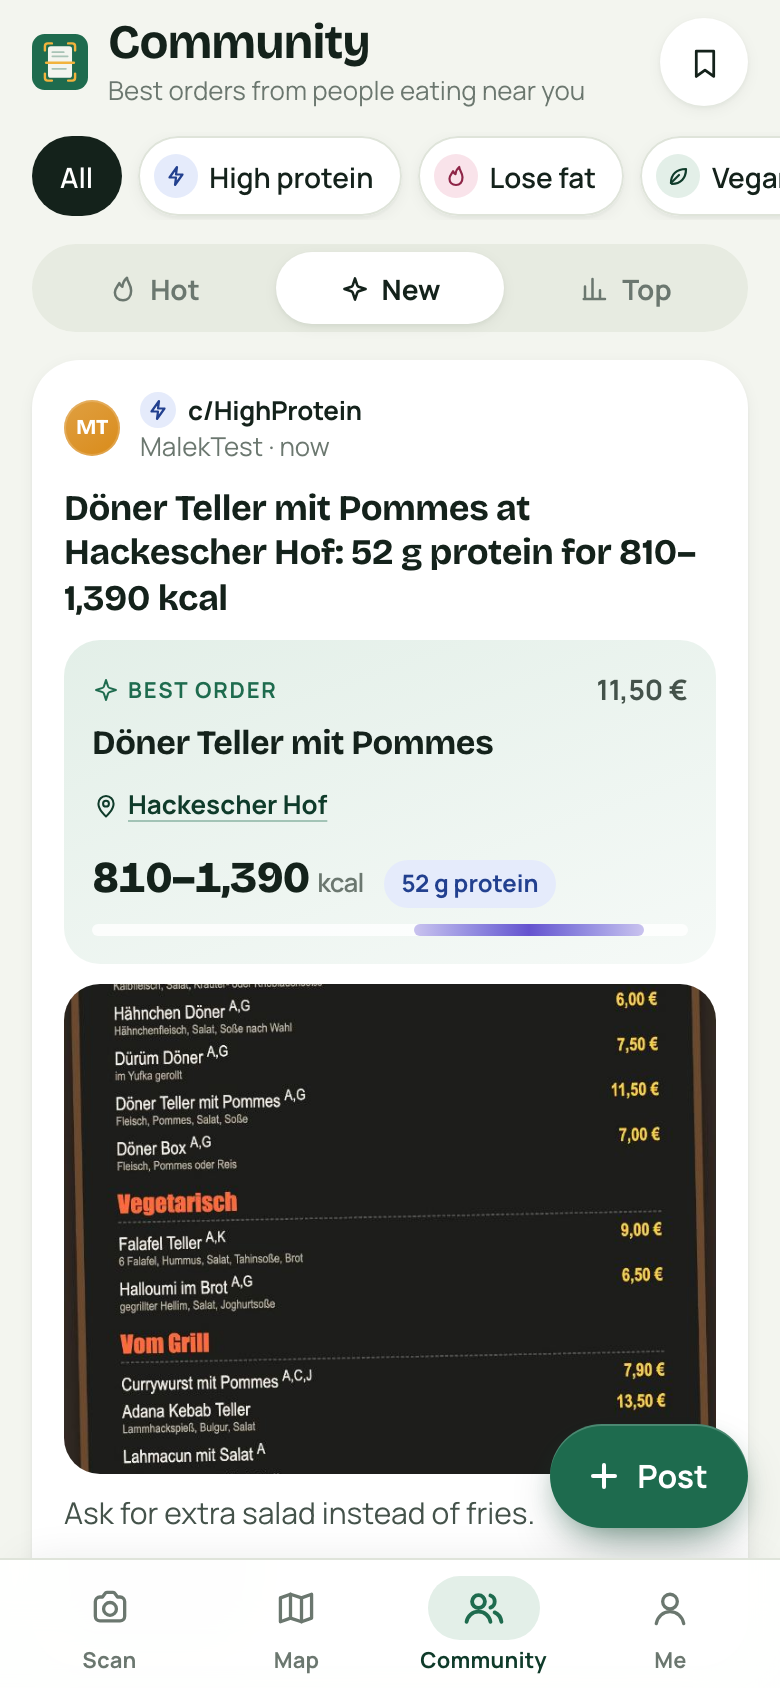 Community
Best orders from people eating near you
All
High protein
Lose fat
Vegan
Hot
New
Top
MT
c/HighProtein
MalekTest · now
Döner Teller mit Pommes at
Hackescher Hof: 52 g protein for 810–
1,390 kcal
BEST ORDER
11,50 €
Döner Teller mit Pommes
Hackescher Hof
810–1,390 kcal
52 g protein
Kalbfleisch, Salat, Kräuter- oder Knoblauchsoße
Hähnchen Döner A,G
6,00 €
Hähnchenfleisch, Salat, Soße nach Wahl
Dürüm Döner A,G
7,50 €
im Yufka gerollt
Döner Teller mit Pommes A,G
11,50 €
Fleisch, Pommes, Salat, Soße
Döner Box A,G
7,00 €
Fleisch, Pommes oder Reis
Vegetarisch
Falafel Teller A,K
9,00 €
6 Falafel, Hummus, Salat, Tahinsoße, Brot
Halloumi im Brot A,G
6,50 €
gegrillter Hellim, Salat, Joghurtsoße
Vom Grill
Currywurst mit Pommes A,C,J
7,90 €
Adana Kebab Teller
13,50 €
Lammhackspieß, Bulgur, Salat
Lahmacun mit Salat A
Post
Ask for extra salad instead of fries.
Scan
Map
Community
Me